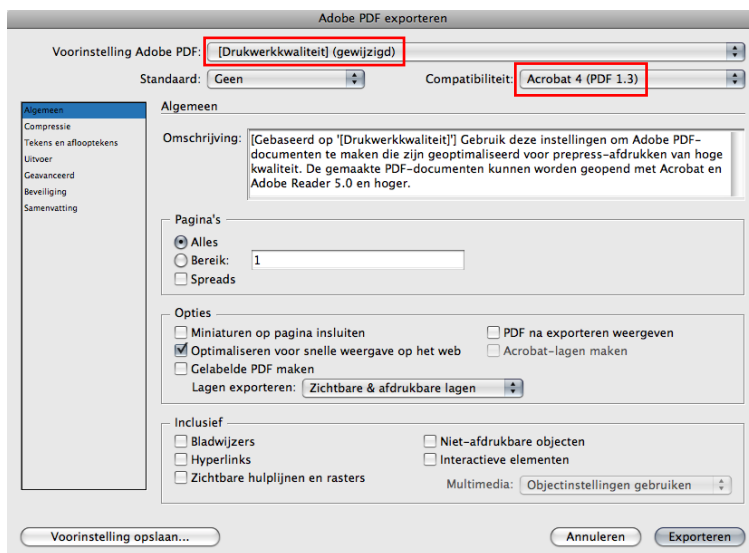 Adobe PDF exporteren
Voorinstelling Adobe PDF: [Drukwerkkwaliteit] (gewijzigd)
Standaard: Geen Compatibiliteit: Acrobat 4 (PDF 1.3)
Algemeen
Compressie
Tekens en aflooptekens
Uitvoer
Geavanceerd
Beveiliging
Samenvatting
Algemeen
Omschrijving: [Gebaseerd op '[Drukwerkkwaliteit]'] Gebruik deze instellingen om Adobe PDF-
documenten te maken die zijn geoptimaliseerd voor prepress-afdrukken van hoge
kwaliteit. De gemaakte PDF-documenten kunnen worden geopend met Acrobat en
Adobe Reader 5.0 en hoger.
Pagina's
Alles
Bereik: 1
Spreads
Opties
Miniaturen op pagina insluiten PDF na exporteren weergeven
Optimaliseren voor snelle weergave op het web Acrobat-lagen maken
Gelabelde PDF maken
Lagen exporteren: Zichtbare & afdrukbare lagen
Inclusief
Bladwijzers Niet-afdrukbare objecten
Hyperlinks Interactieve elementen
Zichtbare hulplijnen en rasters Multimedia: Objectinstellingen gebruiken
Voorinstelling opslaan... Annuleren Exporteren